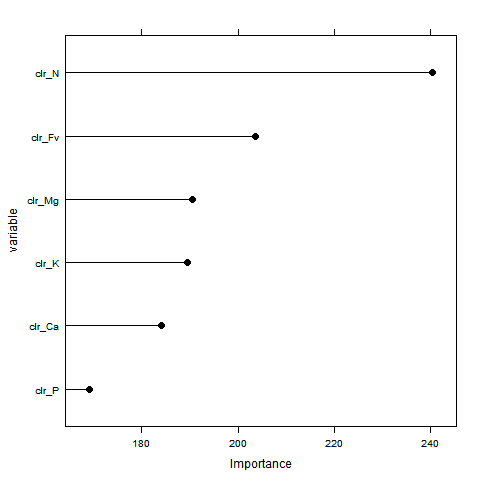 clr_N
clr_Fv
clr_Mg
clr_K
clr_Ca
clr_P
variable
180 200 220 240
Importance